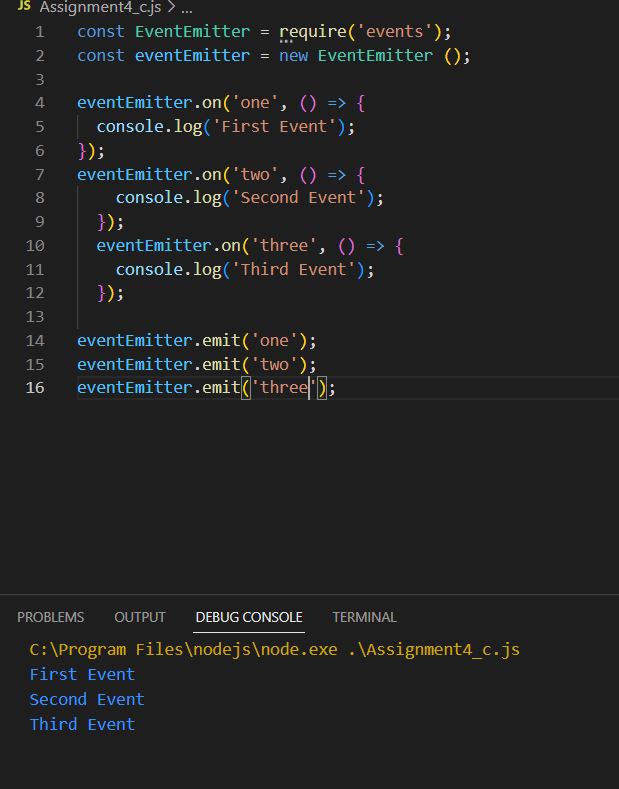 JS Assignment4_c.js > ...
1 const EventEmitter = require('events');
2 const eventEmitter = new EventEmitter ();
3
4 eventEmitter.on('one', () => {
5   console.log('First Event');
6 });
7 eventEmitter.on('two', () => {
8     console.log('Second Event');
9   });
10   eventEmitter.on('three', () => {
11     console.log('Third Event');
12   });
13
14 eventEmitter.emit('one');
15 eventEmitter.emit('two');
16 eventEmitter.emit('three');
PROBLEMS OUTPUT DEBUG CONSOLE TERMINAL
C:\Program Files\nodejs\node.exe .\Assignment4_c.js
First Event
Second Event
Third Event